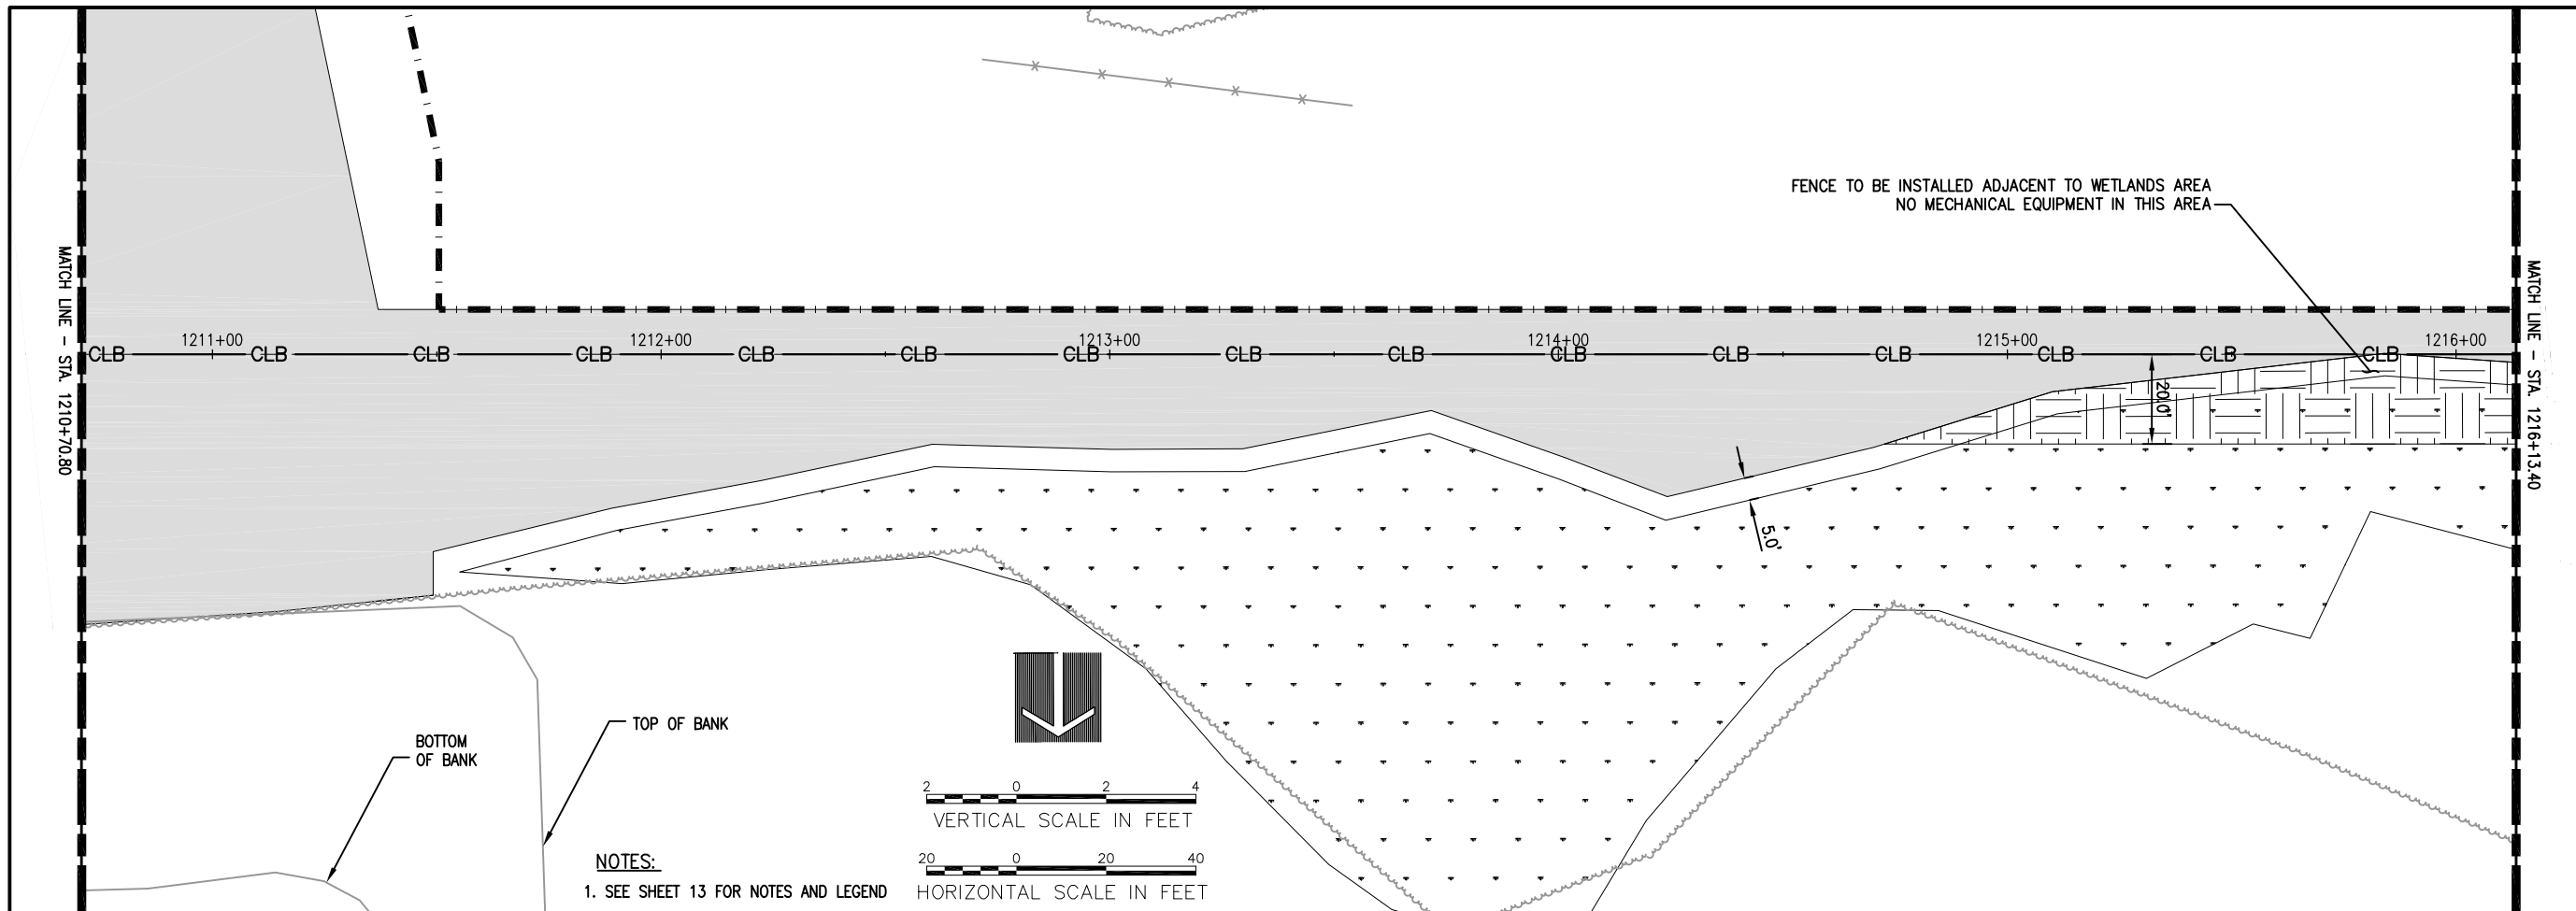 FENCE TO BE INSTALLED ADJACENT TO WETLANDS AREA
NO MECHANICAL EQUIPMENT IN THIS AREA
MATCH LINE - STA. 1210+70.80
MATCH LINE - STA. 1216+13.40
1211+00 1212+00 1213+00 1214+00 1215+00 1216+00
CLB CLB CLB CLB CLB CLB CLB CLB CLB CLB CLB CLB CLB CLB CLB
20.0'
5.0'
TOP OF BANK
BOTTOM
OF BANK
2 0 2 4
VERTICAL SCALE IN FEET
20 0 20 40
HORIZONTAL SCALE IN FEET
NOTES:
1. SEE SHEET 13 FOR NOTES AND LEGEND